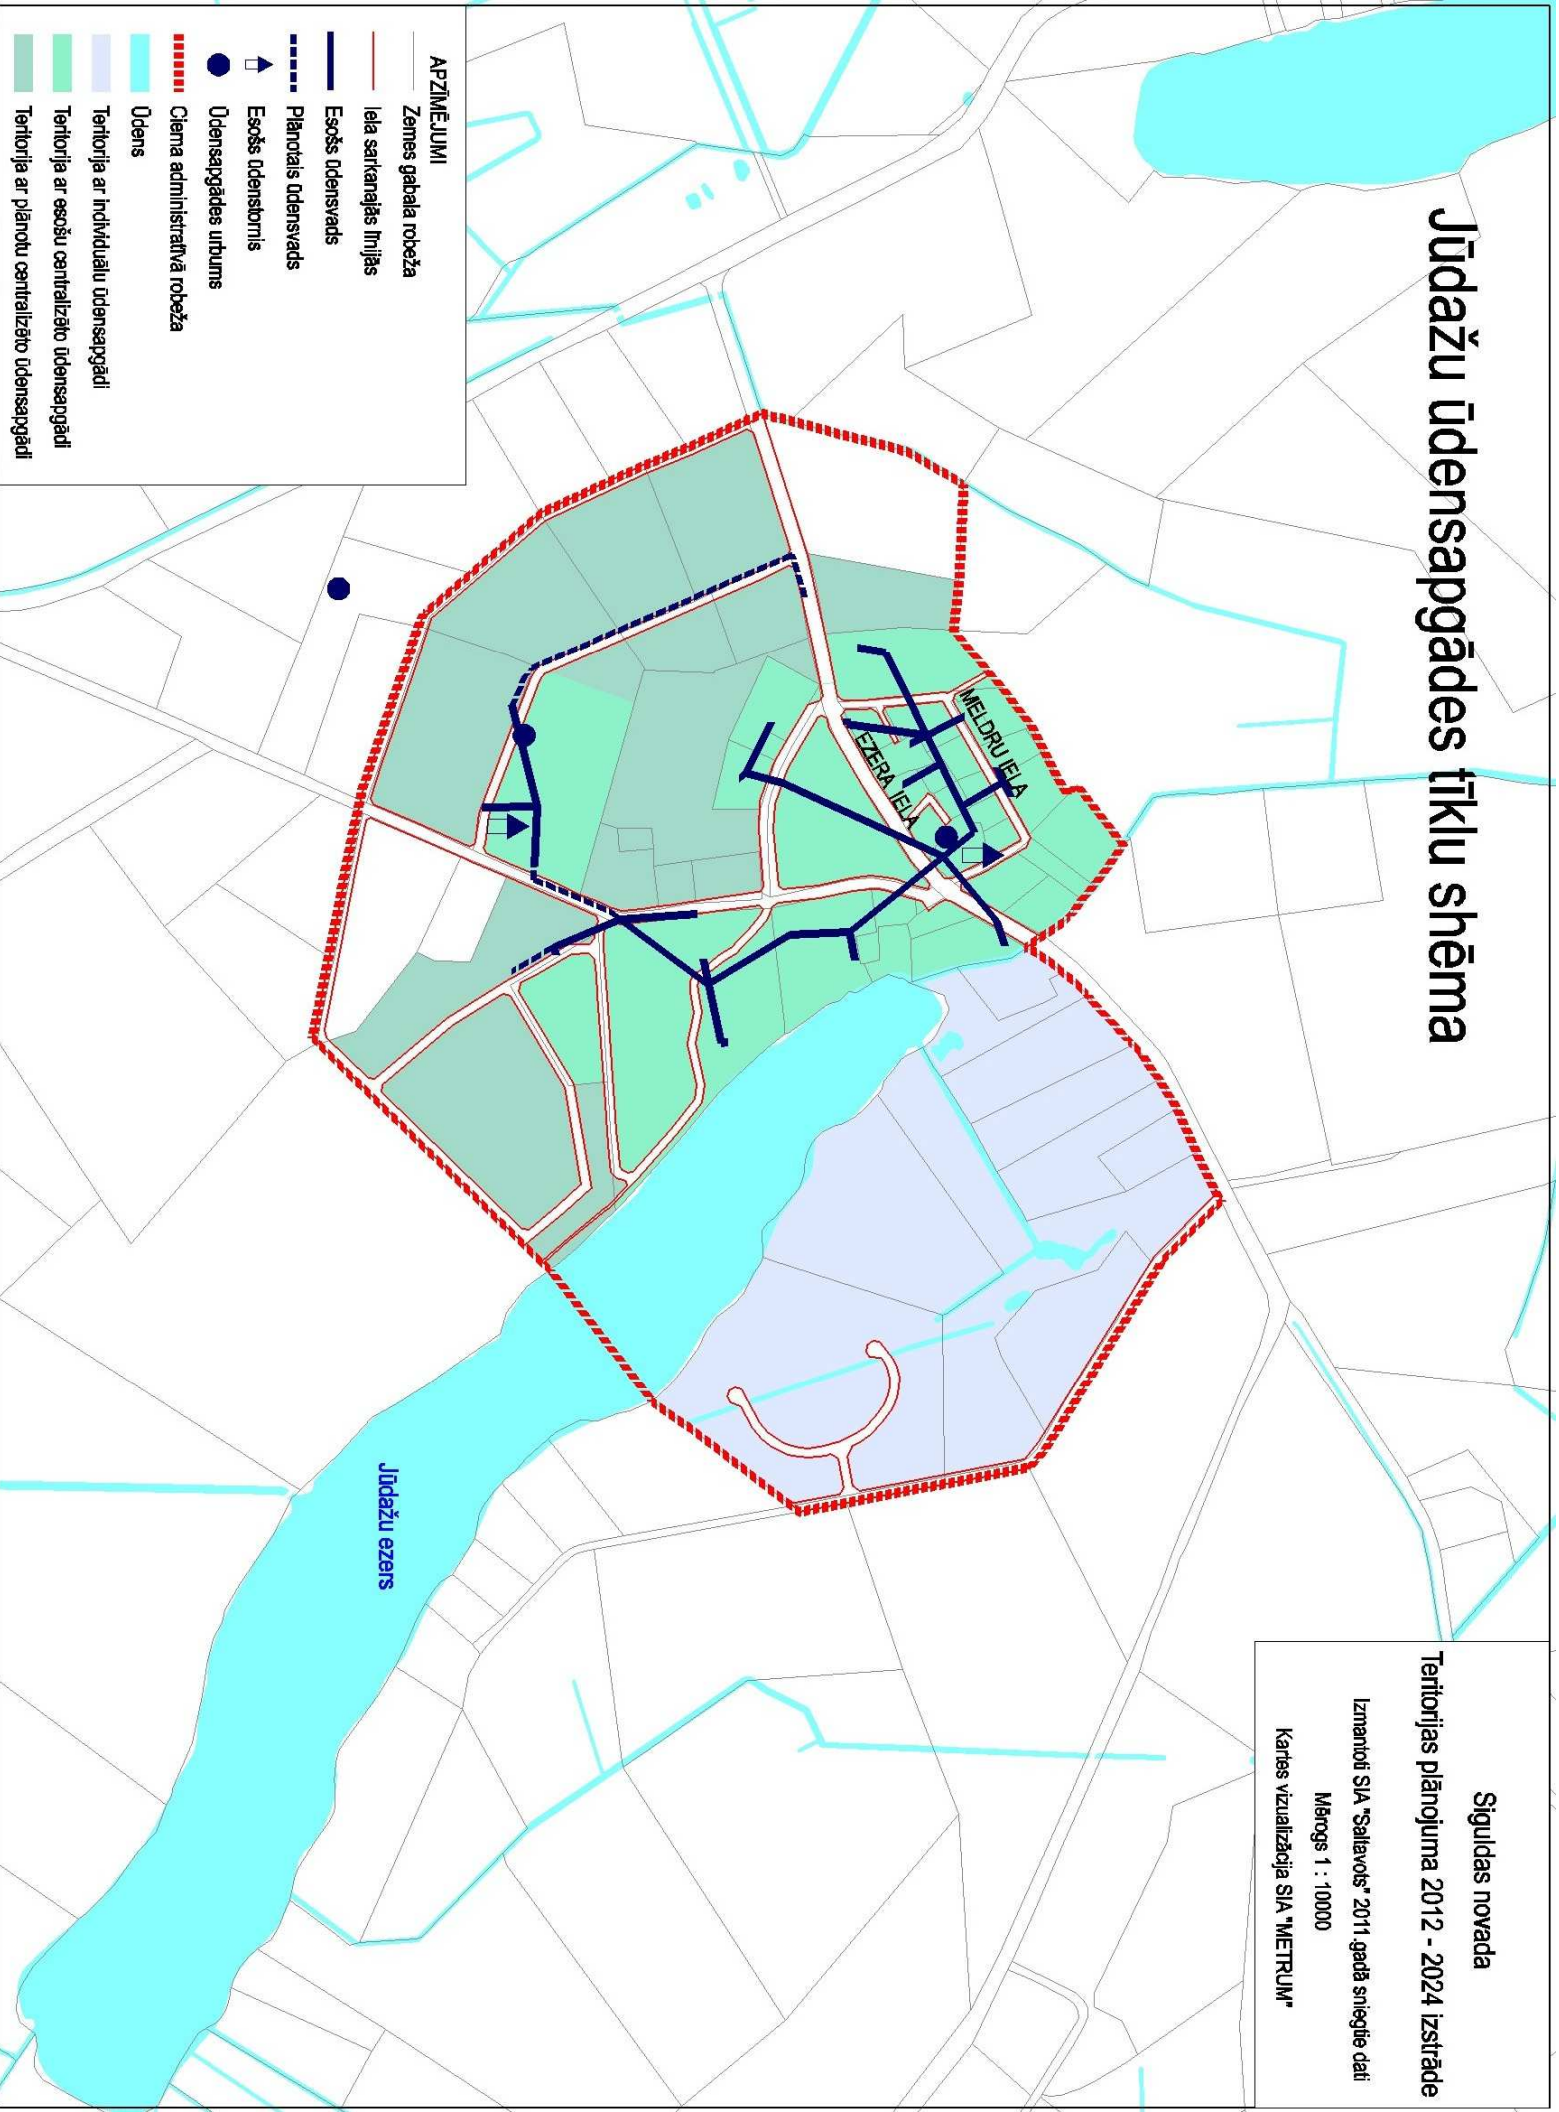 Jūdažu ūdensapgādes tīklu shēma
Siguldas novada
Teritorijas plānojuma 2012 - 2024 izstrāde
Izmantoti SIA "Saltavots" 2011.gadā sniegtie dati
Mērogs 1 : 10000
Kartes vizualizācija SIA "METRUM"
MELDRU IELA
EZERA IELA
Jūdažu ezers
APZĪMĒJUMI
Zemes gabala robeža
Iela sarkanajās līnijās
Esošs ūdensvads
Plānotais ūdensvads
Esošs ūdenstornis
Ūdensapgādes urbums
Ciema administratīvā robeža
Ūdens
Teritorija ar individuālu ūdensapgādi
Teritorija ar esošu centralizēto ūdensapgādi
Teritorija ar plānotu centralizēto ūdensapgādi